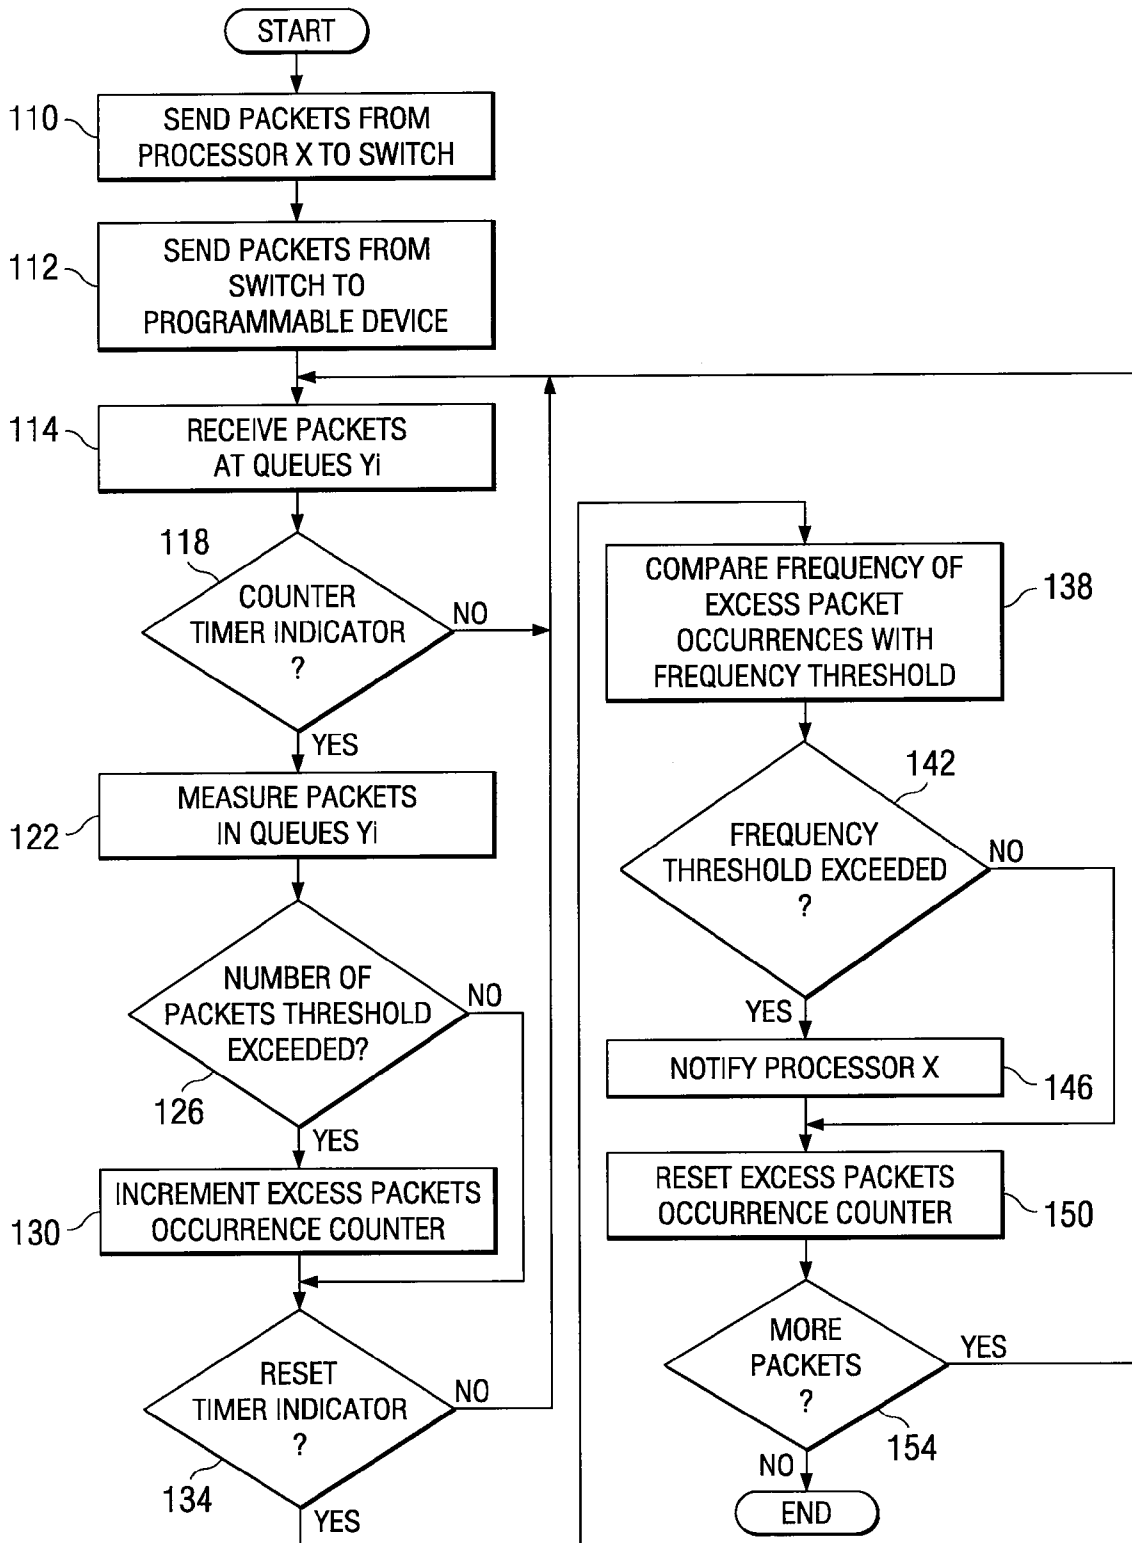 START
110
SEND PACKETS FROM
PROCESSOR X TO SWITCH
112
SEND PACKETS FROM
SWITCH TO
PROGRAMMABLE DEVICE
114
RECEIVE PACKETS
AT QUEUES Yi
118
COUNTER
TIMER INDICATOR
?
NO
YES
122
MEASURE PACKETS
IN QUEUES Yi
NUMBER OF
PACKETS THRESHOLD
EXCEEDED?
NO
126
YES
130
INCREMENT EXCESS PACKETS
OCCURRENCE COUNTER
RESET
TIMER INDICATOR
?
NO
134
YES
COMPARE FREQUENCY OF
EXCESS PACKET
OCCURRENCES WITH
FREQUENCY THRESHOLD
138
142
FREQUENCY
THRESHOLD EXCEEDED
?
NO
YES
NOTIFY PROCESSOR X
146
RESET EXCESS PACKETS
OCCURRENCE COUNTER
150
MORE
PACKETS
?
YES
154
NO
END